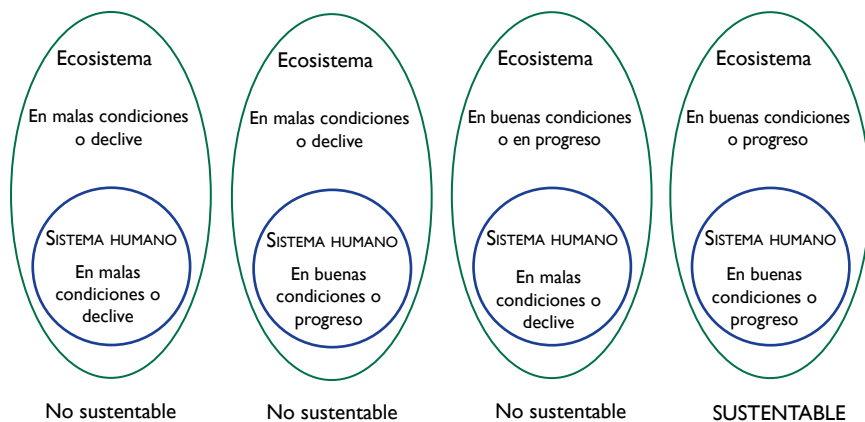 Ecosistema
En malas condiciones
o declive
SISTEMA HUMANO
En malas
condiciones o
declive
No sustentable
Ecosistema
En malas condiciones
o declive
SISTEMA HUMANO
En buenas
condiciones o
progreso
No sustentable
Ecosistema
En buenas condiciones
o en progreso
SISTEMA HUMANO
En malas
condiciones o
declive
No sustentable
Ecosistema
En buenas condiciones
o progreso
SISTEMA HUMANO
En buenas
condiciones o
progreso
SUSTENTABLE